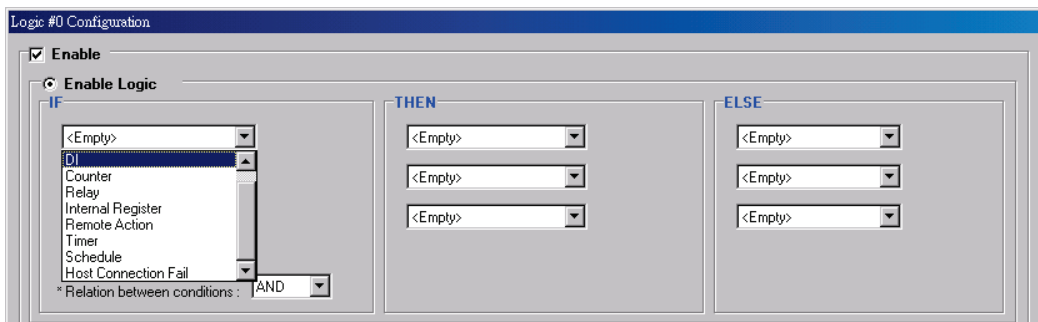 Logic #0 Configuration
Enable
Enable Logic
IF
<Empty>
DI
Counter
Relay
Internal Register
Remote Action
Timer
Schedule
Host Connection Fail
* Relation between conditions : AND
THEN
<Empty>
<Empty>
<Empty>
ELSE
<Empty>
<Empty>
<Empty>